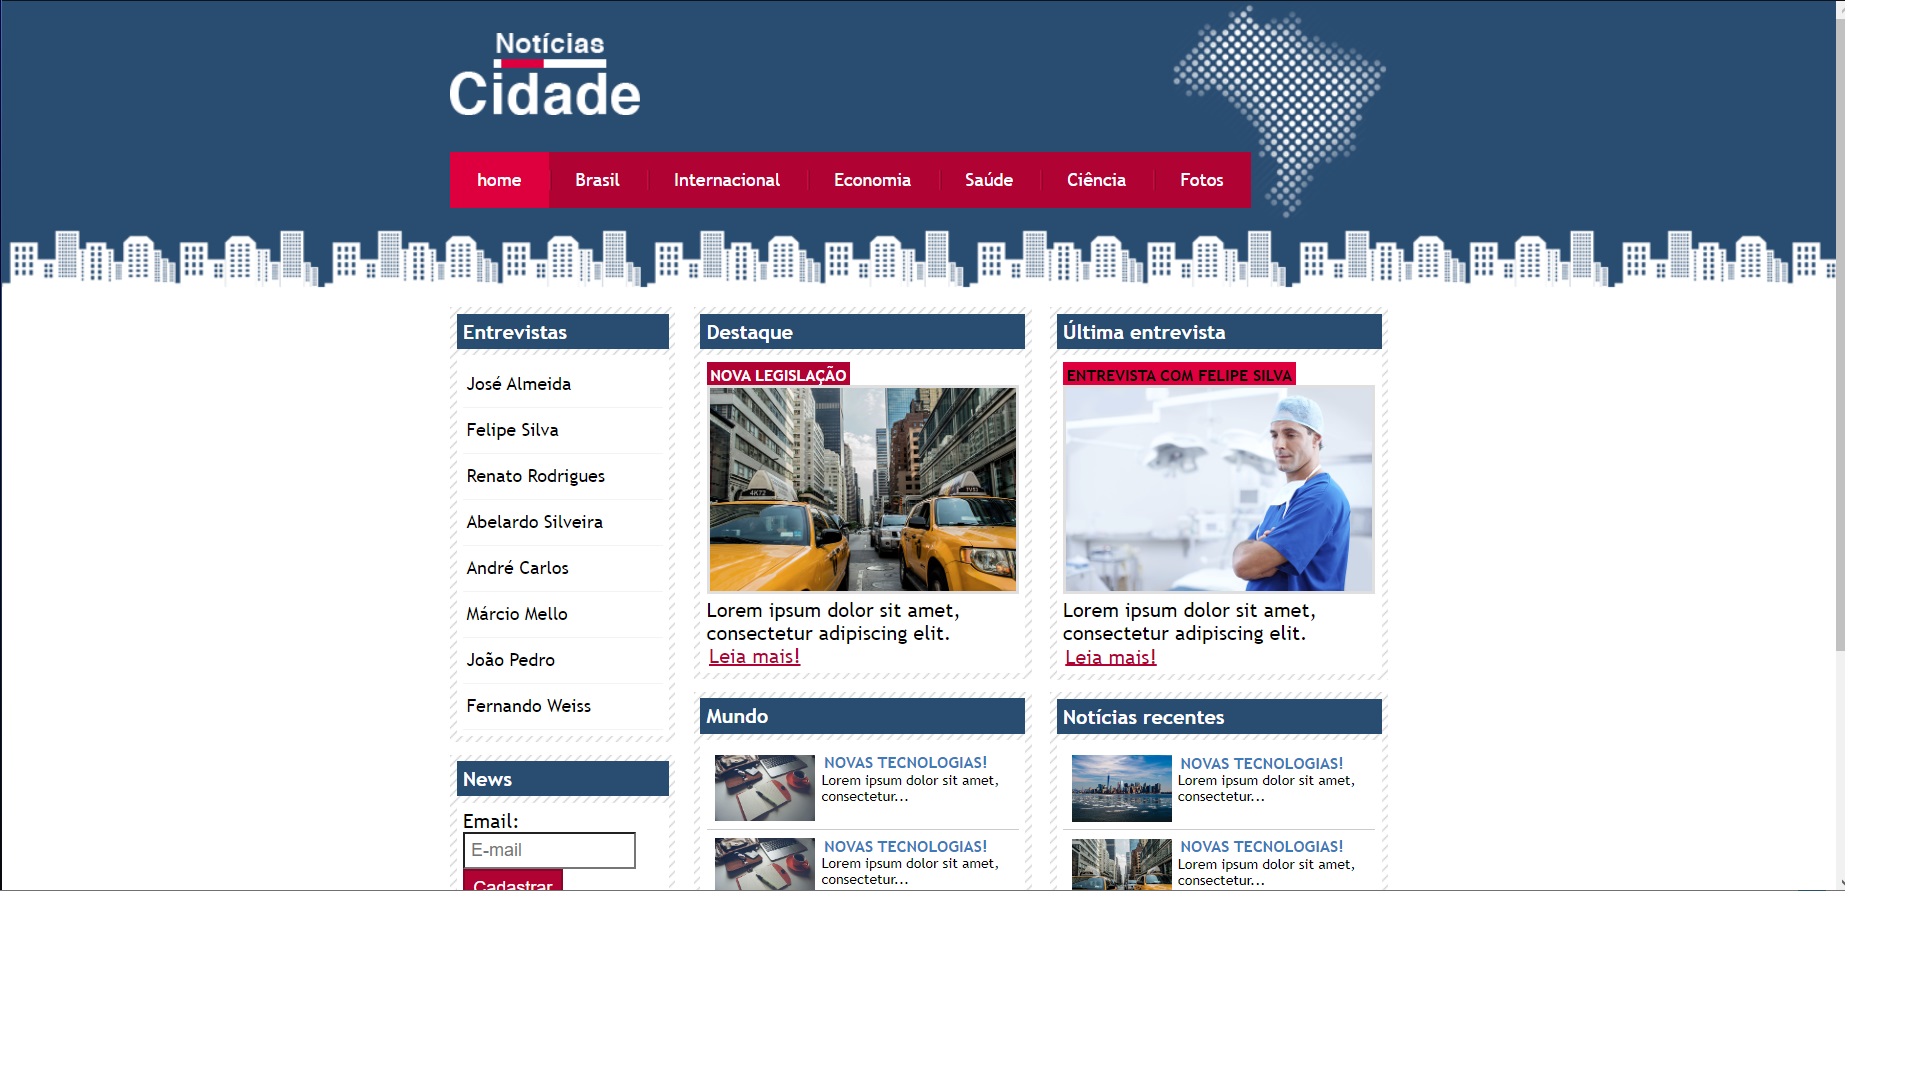 Notícias
Cidade
home
Brasil
Internacional
Economia
Saúde
Ciência
Fotos
Entrevistas
José Almeida
Felipe Silva
Renato Rodrigues
Abelardo Silveira
André Carlos
Márcio Mello
João Pedro
Fernando Weiss
News
Email:
E-mail
Cadastrar
Destaque
NOVA LEGISLAÇÃO
4K72
Lorem ipsum dolor sit amet,
consectetur adipiscing elit.
Leia mais!
Mundo
NOVAS TECNOLOGIAS!
Lorem ipsum dolor sit amet,
consectetur...
NOVAS TECNOLOGIAS!
Lorem ipsum dolor sit amet,
consectetur...
Última entrevista
ENTREVISTA COM FELIPE SILVA
Lorem ipsum dolor sit amet,
consectetur adipiscing elit.
Leia mais!
Notícias recentes
NOVAS TECNOLOGIAS!
Lorem ipsum dolor sit amet,
consectetur...
NOVAS TECNOLOGIAS!
Lorem ipsum dolor sit amet,
consectetur...